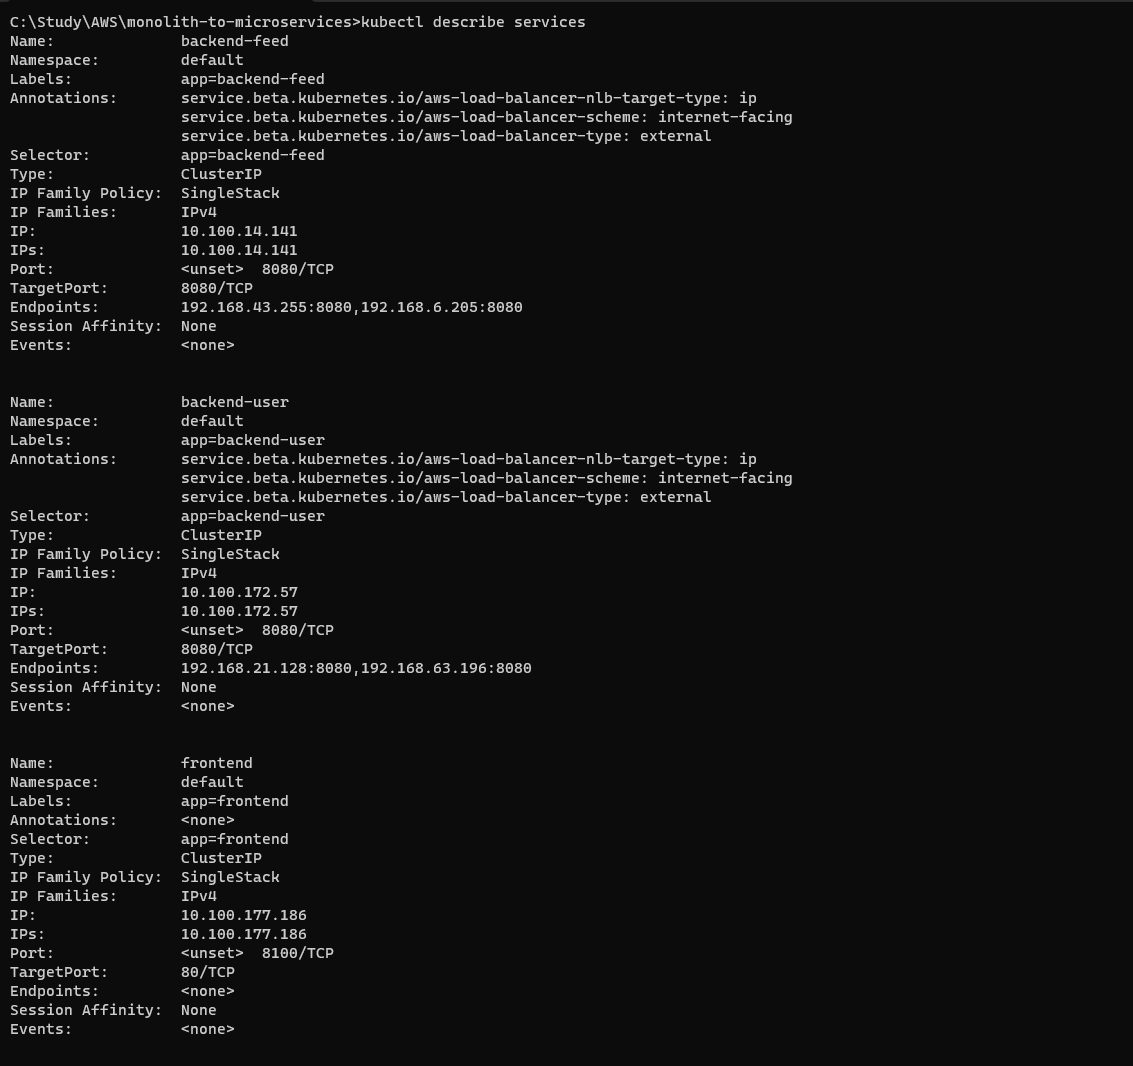 C:\Study\AWS\monolith-to-microservices>kubectl describe services
Name:              backend-feed
Namespace:         default
Labels:            app=backend-feed
Annotations:       service.beta.kubernetes.io/aws-load-balancer-nlb-target-type: ip
                   service.beta.kubernetes.io/aws-load-balancer-scheme: internet-facing
                   service.beta.kubernetes.io/aws-load-balancer-type: external
Selector:          app=backend-feed
Type:              ClusterIP
IP Family Policy:  SingleStack
IP Families:       IPv4
IP:                10.100.14.141
IPs:               10.100.14.141
Port:              <unset>  8080/TCP
TargetPort:        8080/TCP
Endpoints:         192.168.43.255:8080,192.168.6.205:8080
Session Affinity:  None
Events:            <none>


Name:              backend-user
Namespace:         default
Labels:            app=backend-user
Annotations:       service.beta.kubernetes.io/aws-load-balancer-nlb-target-type: ip
                   service.beta.kubernetes.io/aws-load-balancer-scheme: internet-facing
                   service.beta.kubernetes.io/aws-load-balancer-type: external
Selector:          app=backend-user
Type:              ClusterIP
IP Family Policy:  SingleStack
IP Families:       IPv4
IP:                10.100.172.57
IPs:               10.100.172.57
Port:              <unset>  8080/TCP
TargetPort:        8080/TCP
Endpoints:         192.168.21.128:8080,192.168.63.196:8080
Session Affinity:  None
Events:            <none>


Name:              frontend
Namespace:         default
Labels:            app=frontend
Annotations:       <none>
Selector:          app=frontend
Type:              ClusterIP
IP Family Policy:  SingleStack
IP Families:       IPv4
IP:                10.100.177.186
IPs:               10.100.177.186
Port:              <unset>  8100/TCP
TargetPort:        80/TCP
Endpoints:         <none>
Session Affinity:  None
Events:            <none>